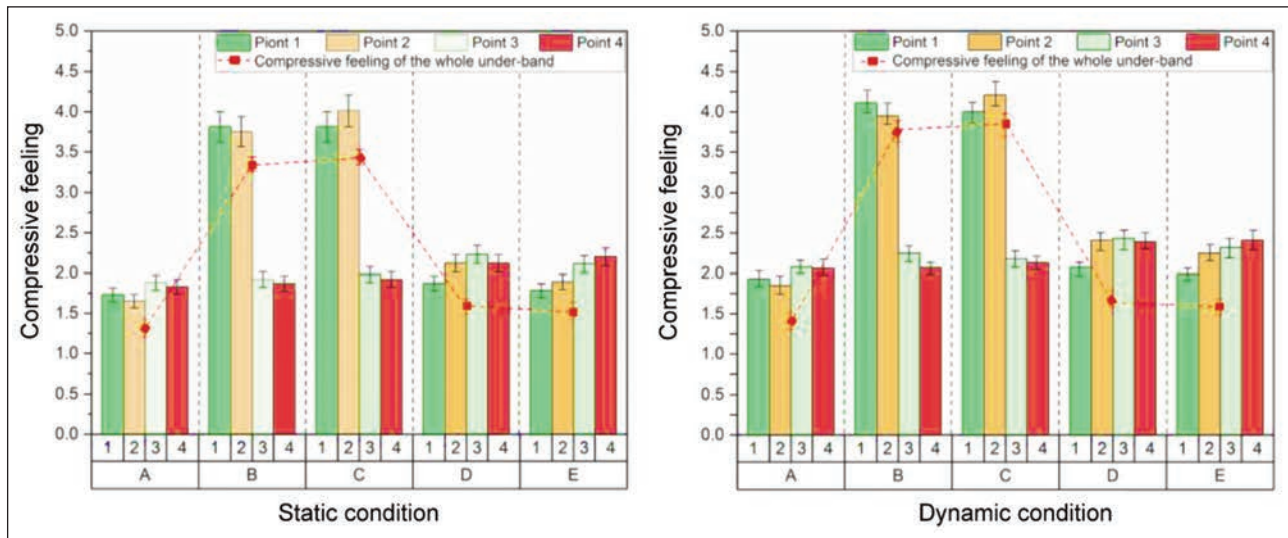 5.0
4.5
4.0
3.5
3.0
2.5
2.0
1.5
1.0
0.5
0.0
Compressive feeling
Piont 1 Point 2 Point 3 Point 4
Compressive feeling of the whole under-band
1 2 3 4 1 2 3 4 1 2 3 4 1 2 3 4 1 2 3 4
A B C D E
Static condition
5.0
4.5
4.0
3.5
3.0
2.5
2.0
1.5
1.0
0.5
0.0
Compressive feeling
Point 1 Point 2 Point 3 Point 4
Compressive feeling of the whole under-band
1 2 3 4 1 2 3 4 1 2 3 4 1 2 3 4 1 2 3 4
A B C D E
Dynamic condition